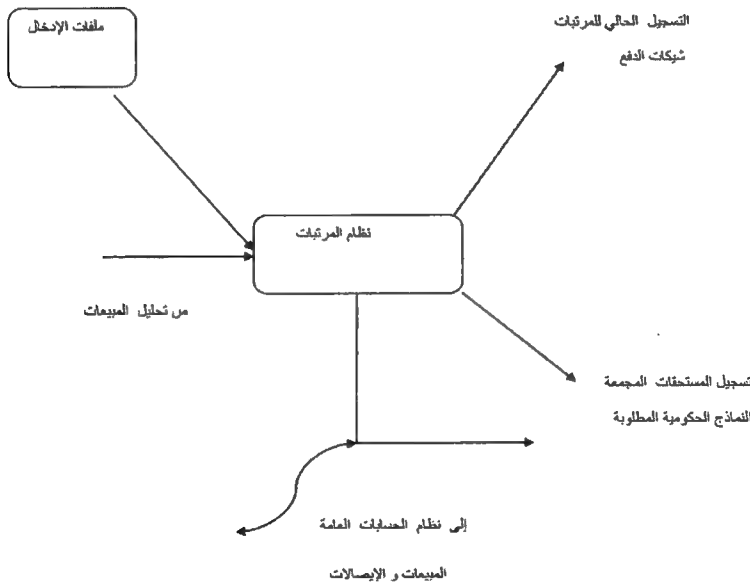 ملفات الإدخال
التسجيل الحالي للمرتبات
شيكات الدفع
نظام المرتبات
من تحليل المبيعات
تسجيل المستحقات المجمعة
النماذج الحكومية المطلوبة
إلى نظام الحسابات العامة
المبيعات و الإيصالات